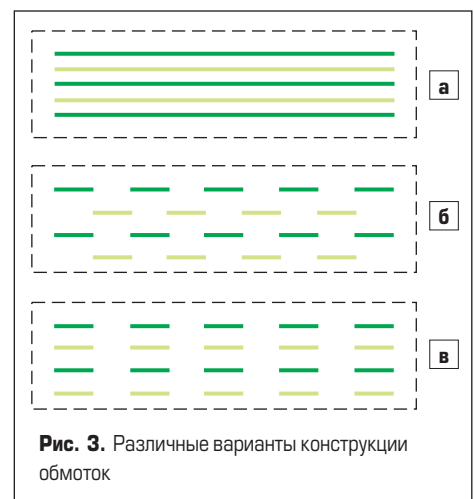 а
б
в
Рис. 3. Различные варианты конструкции
обмоток